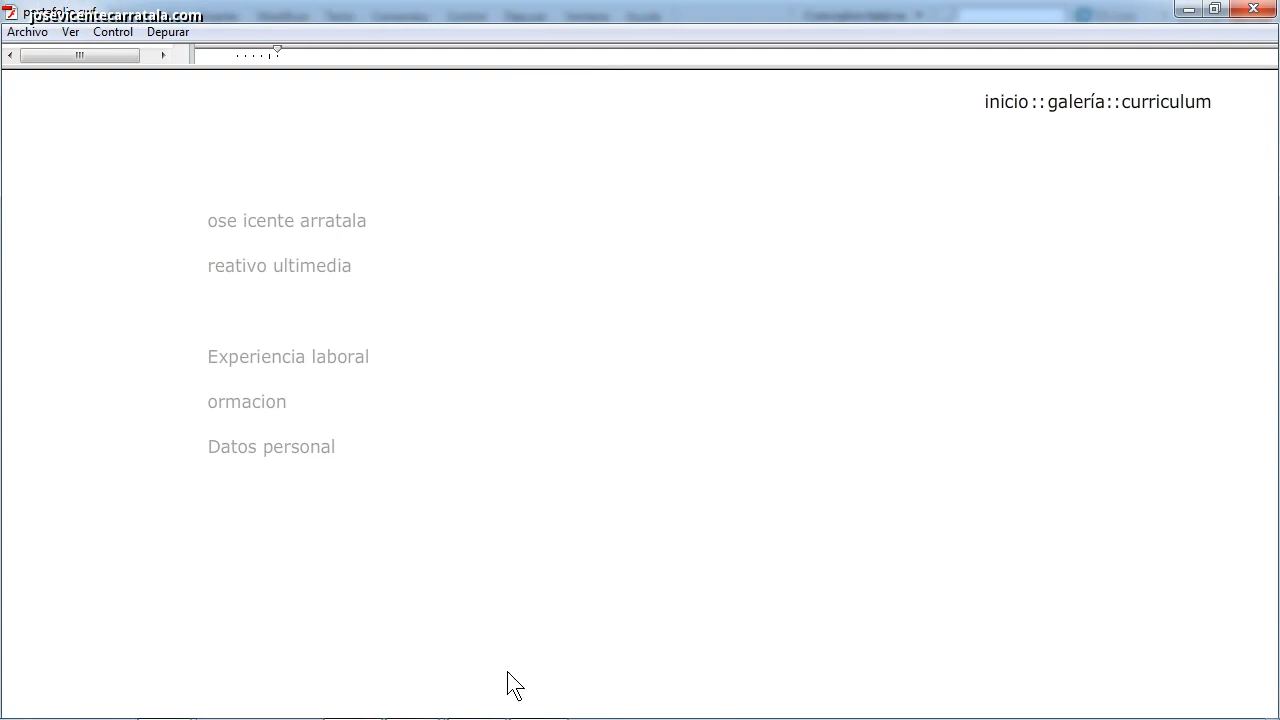 josevicentecarratala.com
Archivo Ver Control Depurar
inicio::galería::curriculum
ose icente arratala
reativo ultimedia
Experiencia laboral
ormacion
Datos personal